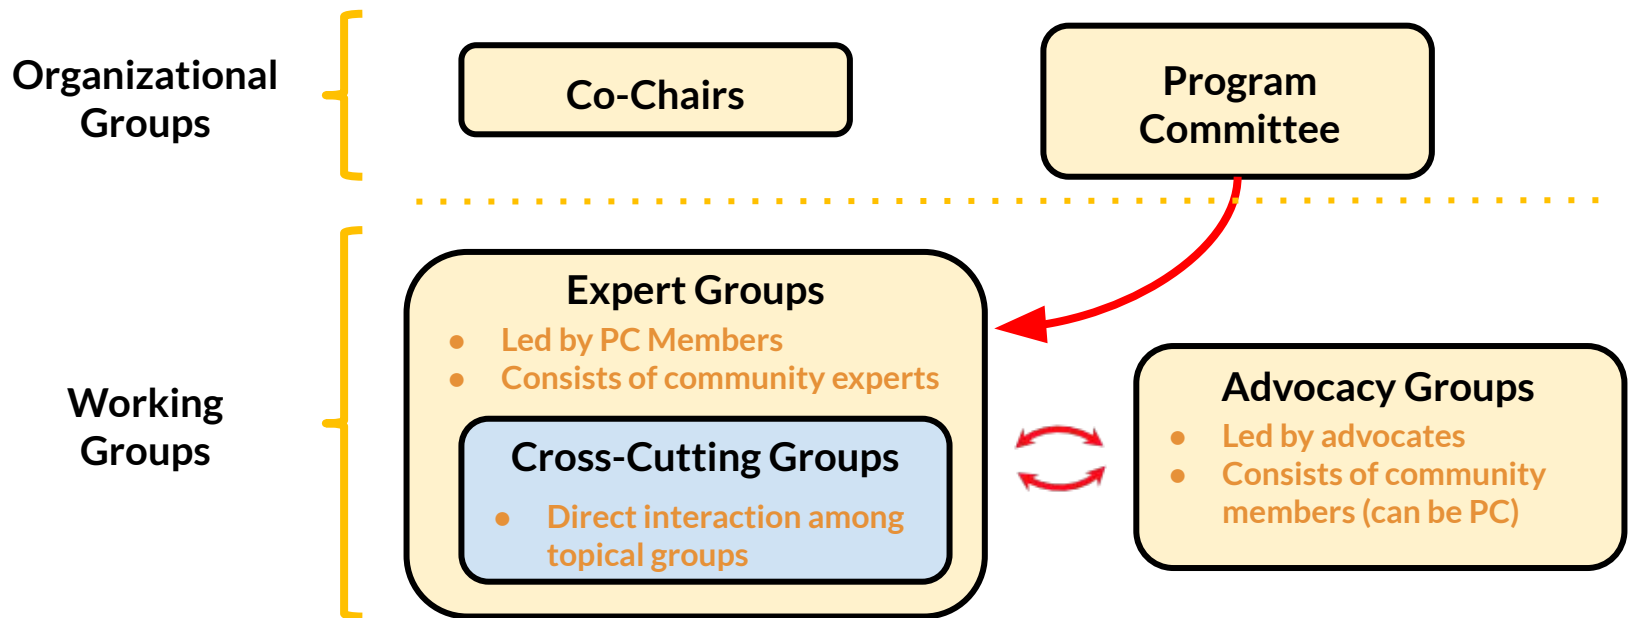 Organizational
Groups
Co-Chairs
Program
Committee
Working
Groups
Expert Groups
● Led by PC Members
● Consists of community experts
Cross-Cutting Groups
● Direct interaction among
topical groups
Advocacy Groups
● Led by advocates
● Consists of community
members (can be PC)